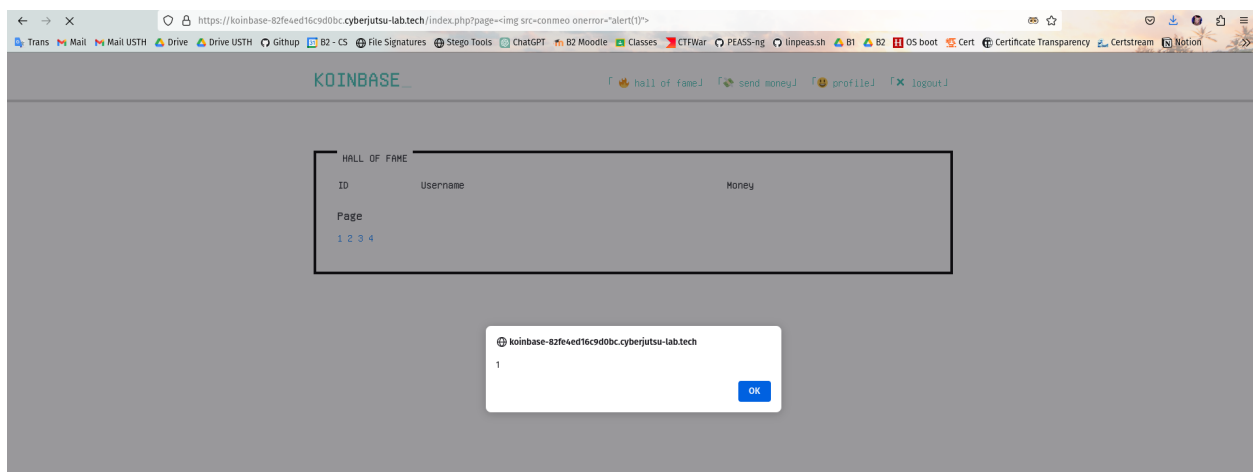 https://koinbase-82fe4ed16c9d0bc.cyberjutsu-lab.tech/index.php?page=<img src=conmeo onerror="alert(1)">
Trans Mail Mail USTH Drive Drive USTH Githup B2 - CS File Signatures Stego Tools ChatGPT B2 Moodle Classes CTFWar PEASS-ng linpeas.sh B1 B2 OS boot Cert Certificate Transparency Certstream Notion
KOINBASE_ 「 hall of fame」 「 send money」 「 profile」 「 logout」
HALL OF FAME
ID Username Money
Page
1 2 3 4
koinbase-82fe4ed16c9d0bc.cyberjutsu-lab.tech
1
OK